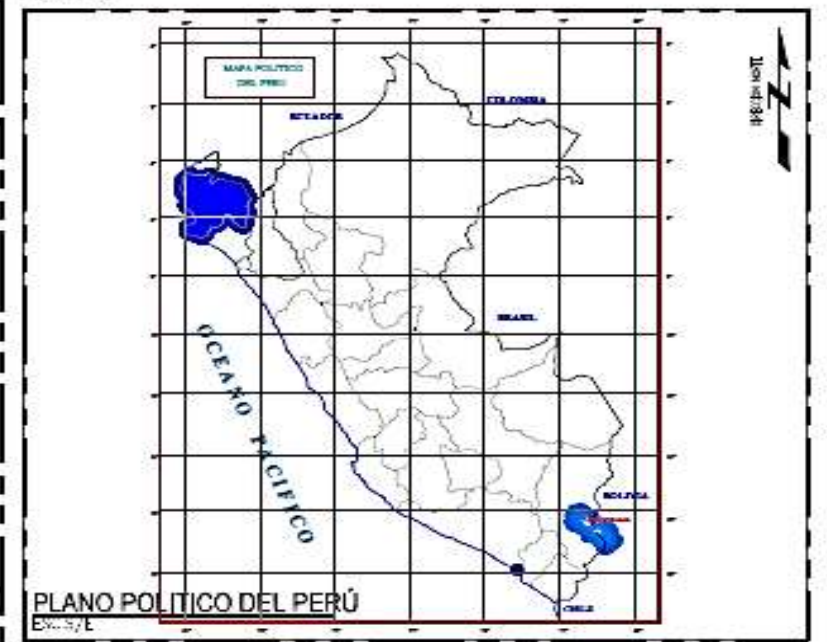 MAPA POLITICO
DEL PERU
ECUADOR
COLOMBIA
BRASIL
OCEANO PACIFICO
BOLIVIA
CHILE
PLANO POLITICO DEL PERÚ